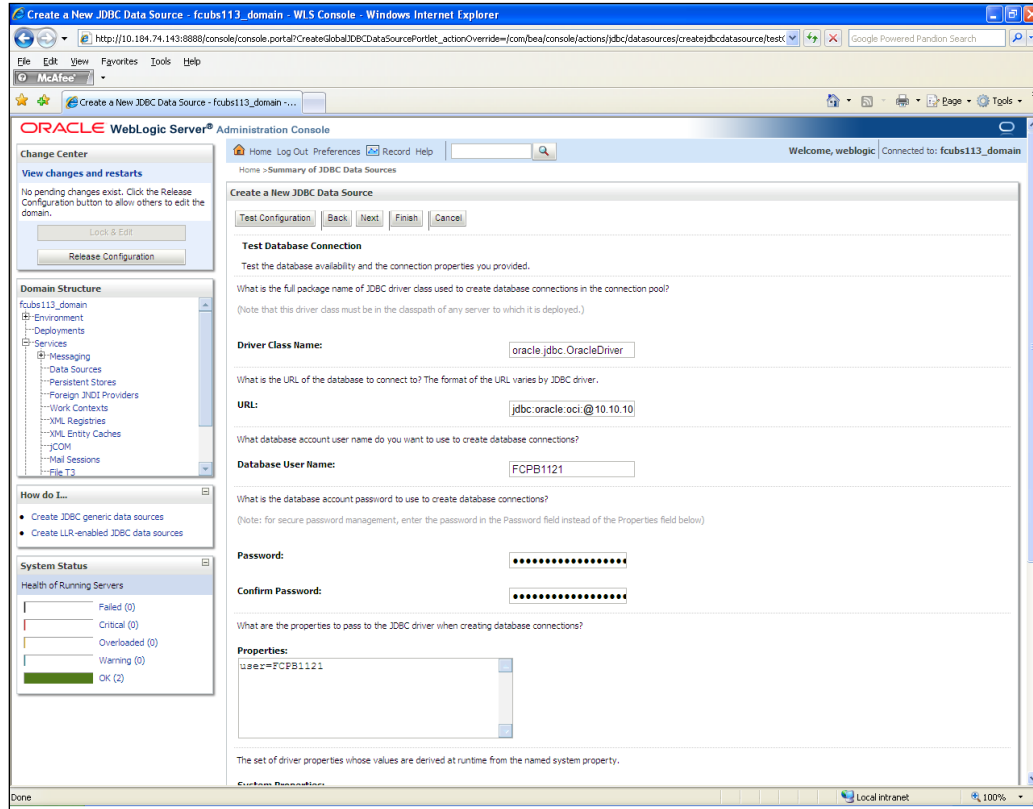 Create a New JDBC Data Source - fcubs113_domain - WLS Console - Windows Internet Explorer
http://10.184.74.143:8888/console/console.portal?CreateGlobalJDBCDataSourcePortlet_actionOverride=/com/bea/console/actions/jdbc/datasources/createjdbcdatasource/test
Google Powered Pandion Search
File Edit View Favorites Tools Help
McAfee
Create a New JDBC Data Source - fcubs113_domain -...
Page Tools
ORACLE WebLogic Server® Administration Console
Change Center
View changes and restarts
No pending changes exist. Click the Release
Configuration button to allow others to edit the
domain.
Lock & Edit
Release Configuration
Domain Structure
fcubs113_domain
Environment
Deployments
Services
Messaging
Data Sources
Persistent Stores
Foreign JNDI Providers
Work Contexts
XML Registries
XML Entity Caches
jCOM
Mail Sessions
File T3
How do I...
Create JDBC generic data sources
Create LLR-enabled JDBC data sources
System Status
Health of Running Servers
Failed (0)
Critical (0)
Overloaded (0)
Warning (0)
OK (2)
Home Log Out Preferences Record Help
Welcome, weblogic Connected to: fcubs113_domain
Home >Summary of JDBC Data Sources
Create a New JDBC Data Source
Test Configuration Back Next Finish Cancel
Test Database Connection
Test the database availability and the connection properties you provided.
What is the full package name of JDBC driver class used to create database connections in the connection pool?
(Note that this driver class must be in the classpath of any server to which it is deployed.)
Driver Class Name: oracle.jdbc.OracleDriver
What is the URL of the database to connect to? The format of the URL varies by JDBC driver.
URL: jdbc:oracle:oci:@10.10.10
What database account user name do you want to use to create database connections?
Database User Name: FCPB1121
What is the database account password to use to create database connections?
(Note: for secure password management, enter the password in the Password field instead of the Properties field below)
Password:
Confirm Password:
What are the properties to pass to the JDBC driver when creating database connections?
Properties:
user=FCPB1121
The set of driver properties whose values are derived at runtime from the named system property.
System Properties:
Done
Local intranet
100%